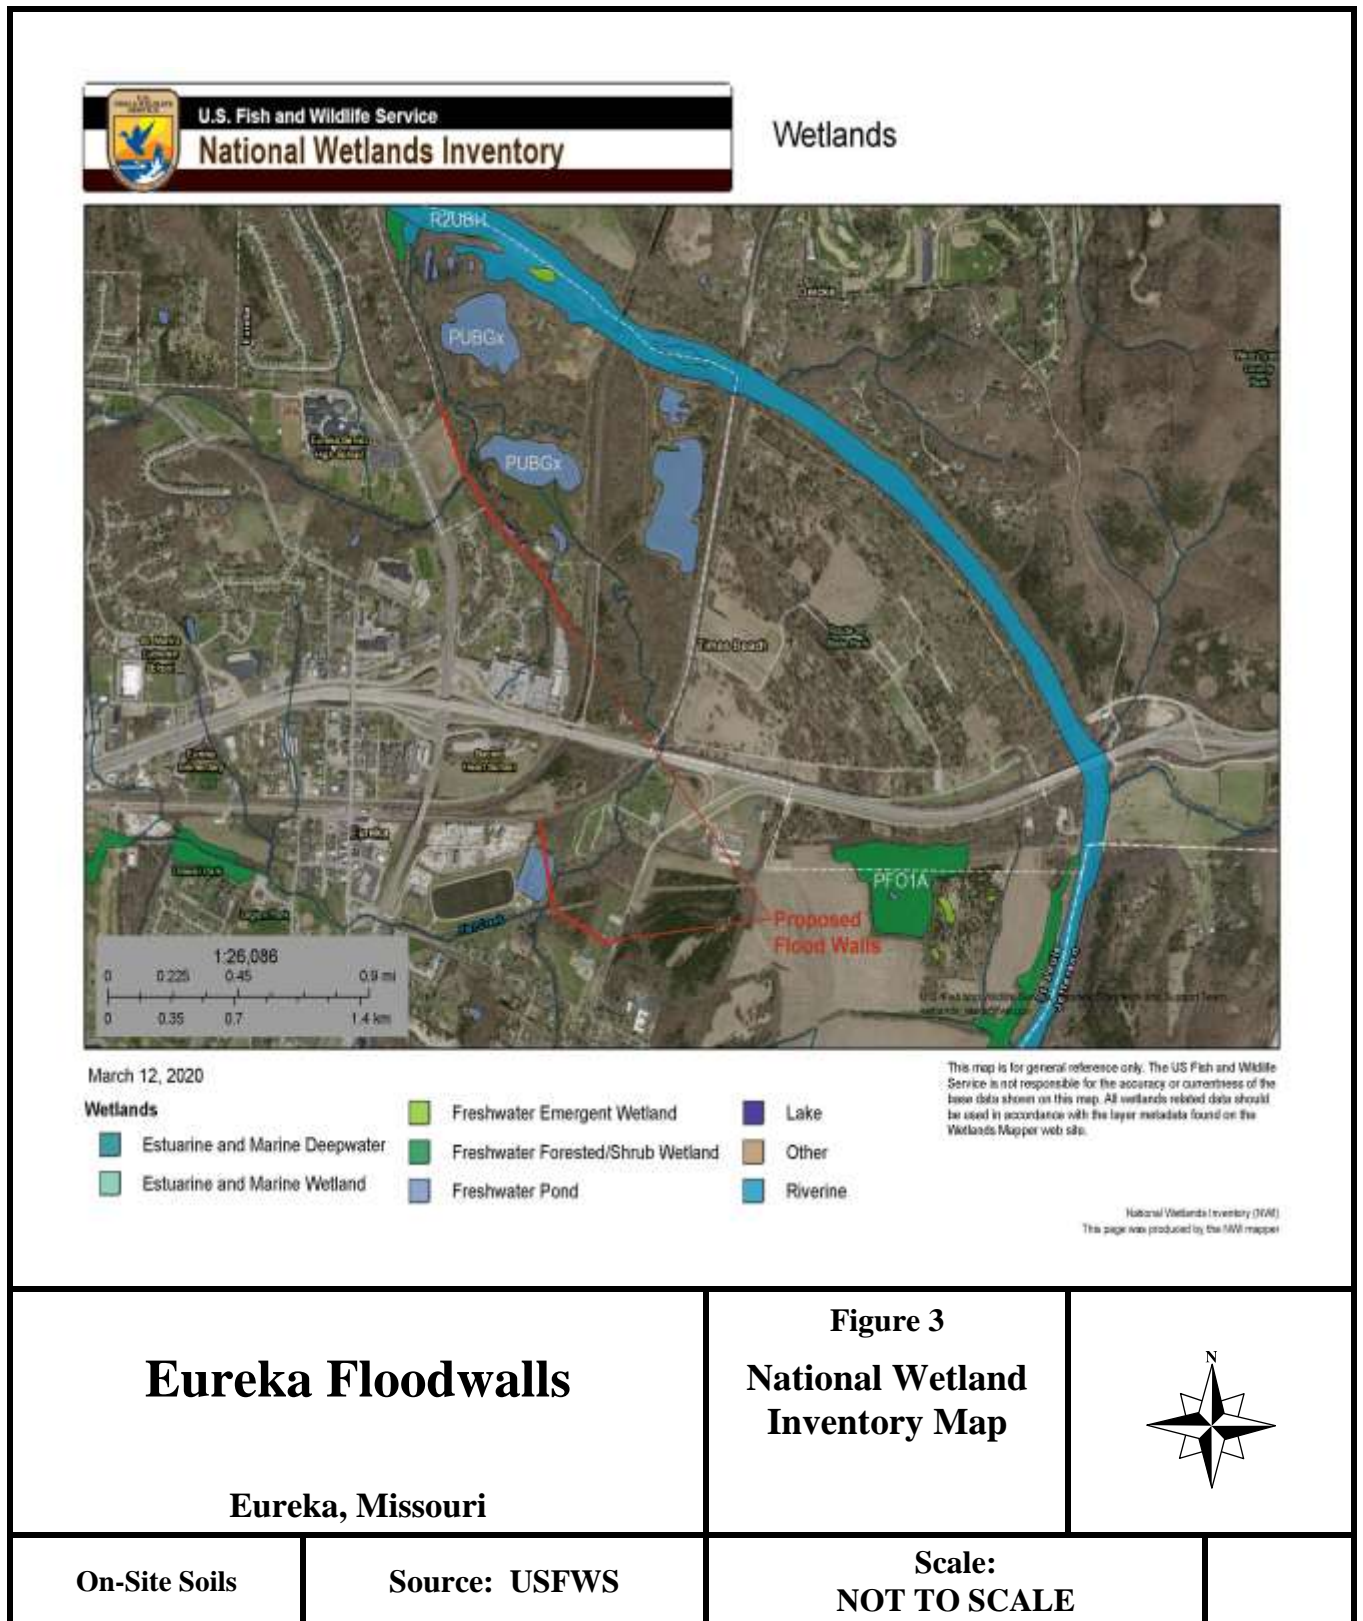 U.S. Fish and Wildlife Service
National Wetlands Inventory
Wetlands
R2UBH
PUBGx
PUBGx
Times Beach
Eureka
PFO1A
Proposed
Flood Walls
1:26,086
0 0.225 0.45 0.9 mi
0 0.35 0.7 1.4 km
March 12, 2020
Wetlands
Estuarine and Marine Deepwater
Estuarine and Marine Wetland
Freshwater Emergent Wetland
Freshwater Forested/Shrub Wetland
Freshwater Pond
Lake
Other
Riverine
This map is for general reference only. The US Fish and Wildlife
Service is not responsible for the accuracy or currentness of the
base data shown on this map. All wetlands related data should
be used in accordance with the layer metadata found on the
Wetlands Mapper web site.
National Wetlands Inventory (NWI)
This page was produced by the NWI mapper
Eureka Floodwalls
Eureka, Missouri
Figure 3
National Wetland
Inventory Map
N
On-Site Soils
Source: USFWS
Scale:
NOT TO SCALE